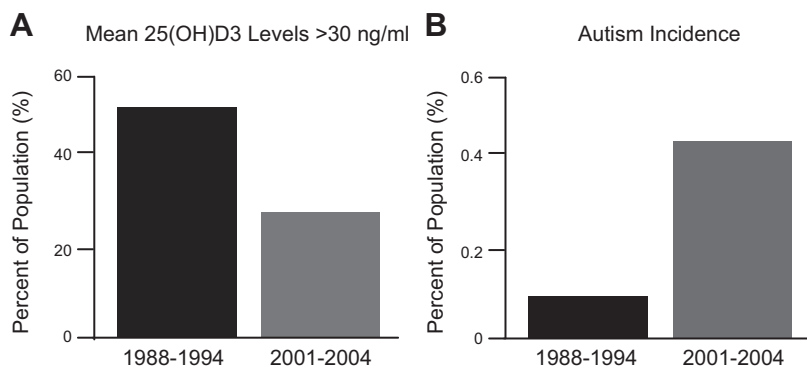 A
Mean 25(OH)D3 Levels >30 ng/ml
Percent of Population (%)
60
40
20
0
1988-1994
2001-2004
B
Autism Incidence
Percent of Population (%)
0.6
0.4
0.2
0
1988-1994
2001-2004